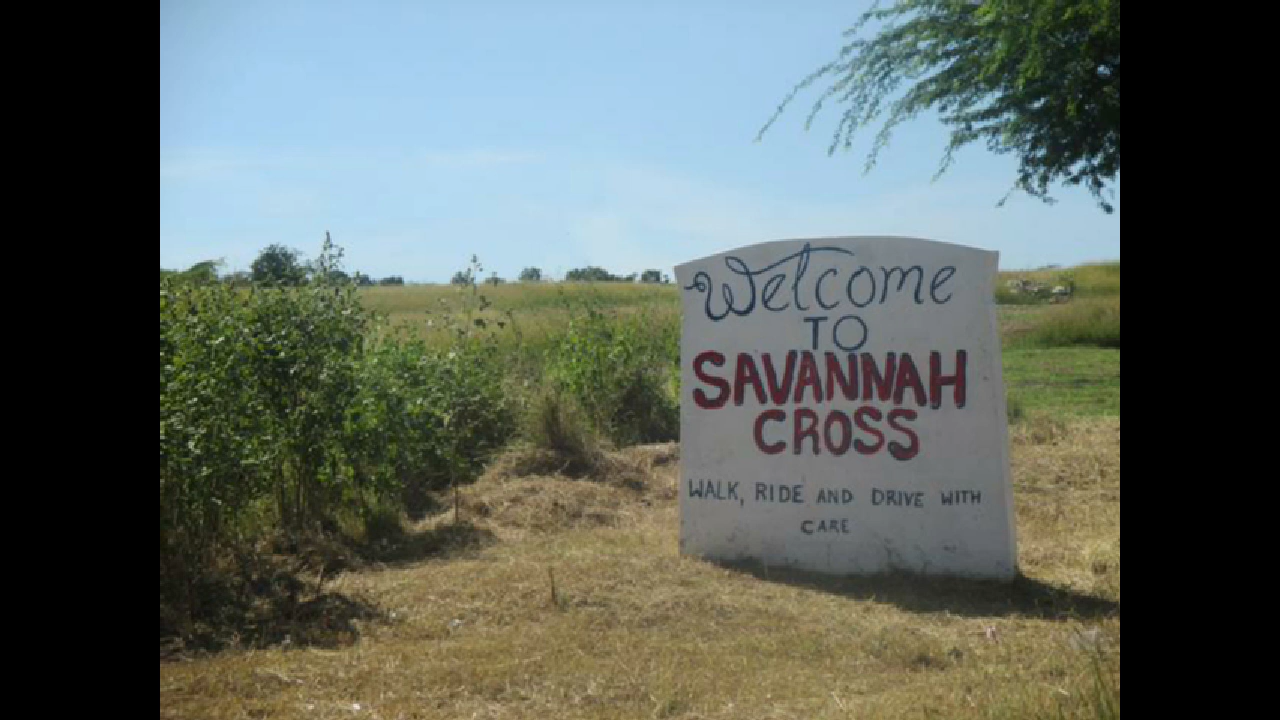 Welcome
TO
SAVANNAH
CROSS
WALK, RIDE AND DRIVE WITH
CARE